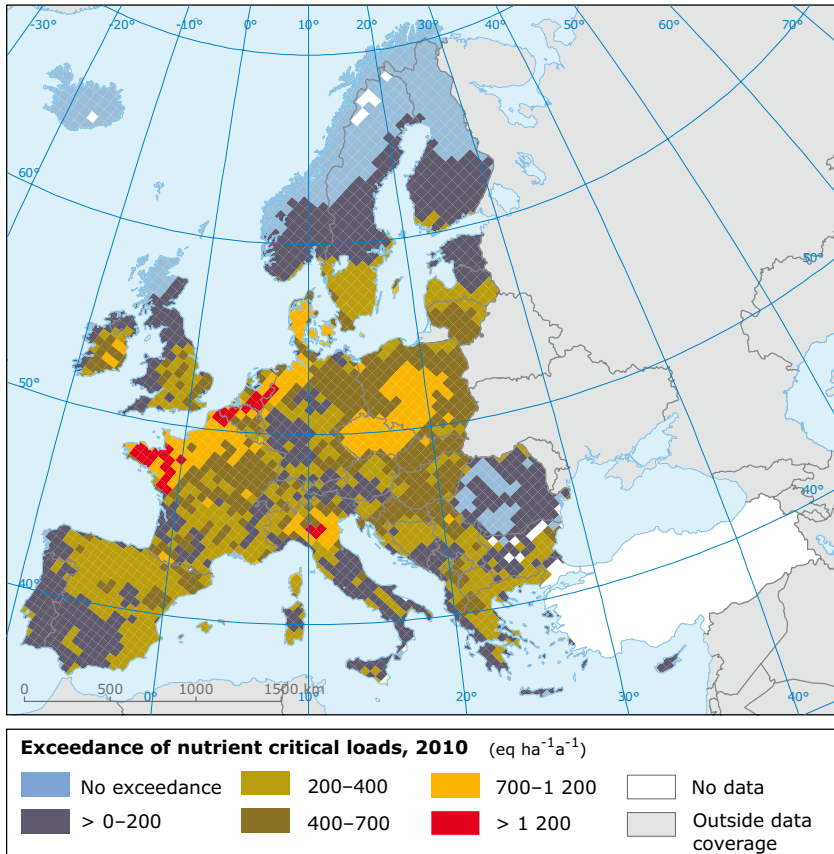 -30° -20° -10° 0° 10° 20° 30° 40° 50° 60°
60°
50°
50°
40°
40°
0 500 1000 1500 km
0° 10° 20° 30° 40°
Exceedance of nutrient critical loads, 2010 (eq ha⁻¹a⁻¹)
No exceedance 200–400 700–1 200 No data
> 0–200 400–700 > 1 200 Outside data
coverage